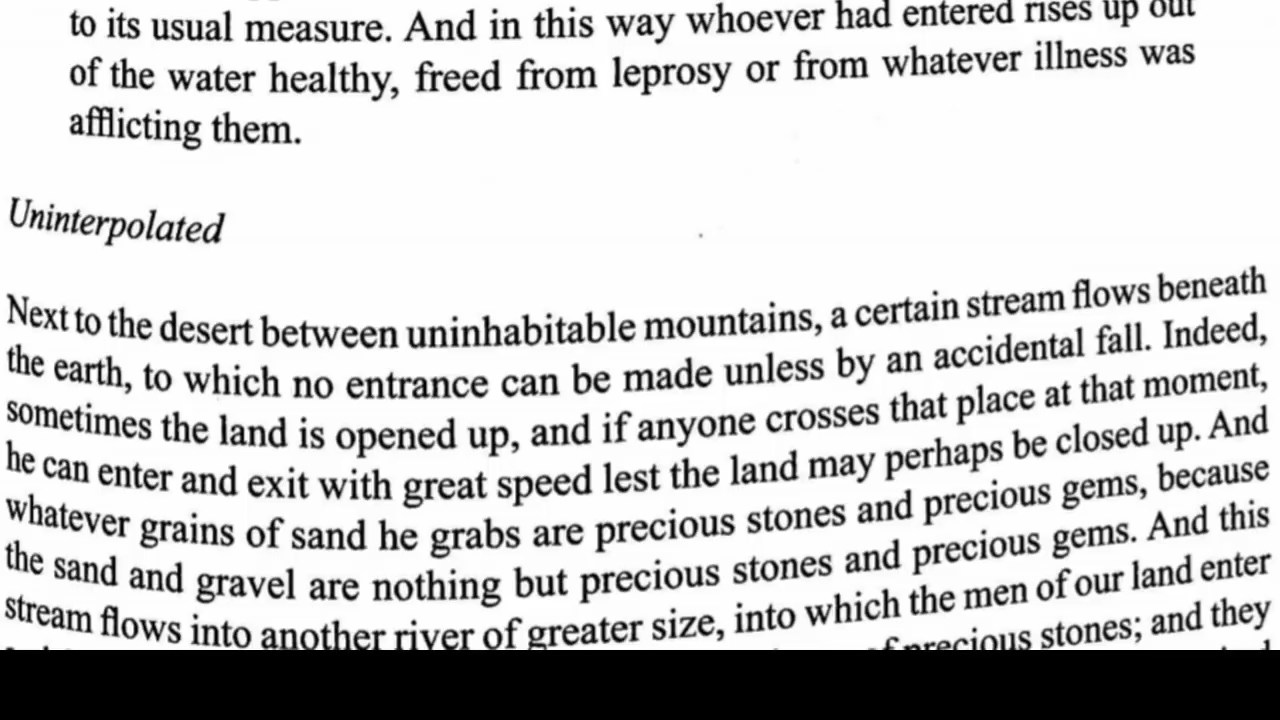 to its usual measure. And in this way whoever had entered rises up out
of the water healthy, freed from leprosy or from whatever illness was
afflicting them.
Uninterpolated
Next to the desert between uninhabitable mountains, a certain stream flows beneath
the earth, to which no entrance can be made unless by an accidental fall. Indeed,
sometimes the land is opened up, and if anyone crosses that place at that moment,
he can enter and exit with great speed lest the land may perhaps be closed up. And
whatever grains of sand he grabs are precious stones and precious gems, because
the sand and gravel are nothing but precious stones and precious gems. And this
stream flows into another river of greater size, into which the men of our land enter
of precious stones; and they